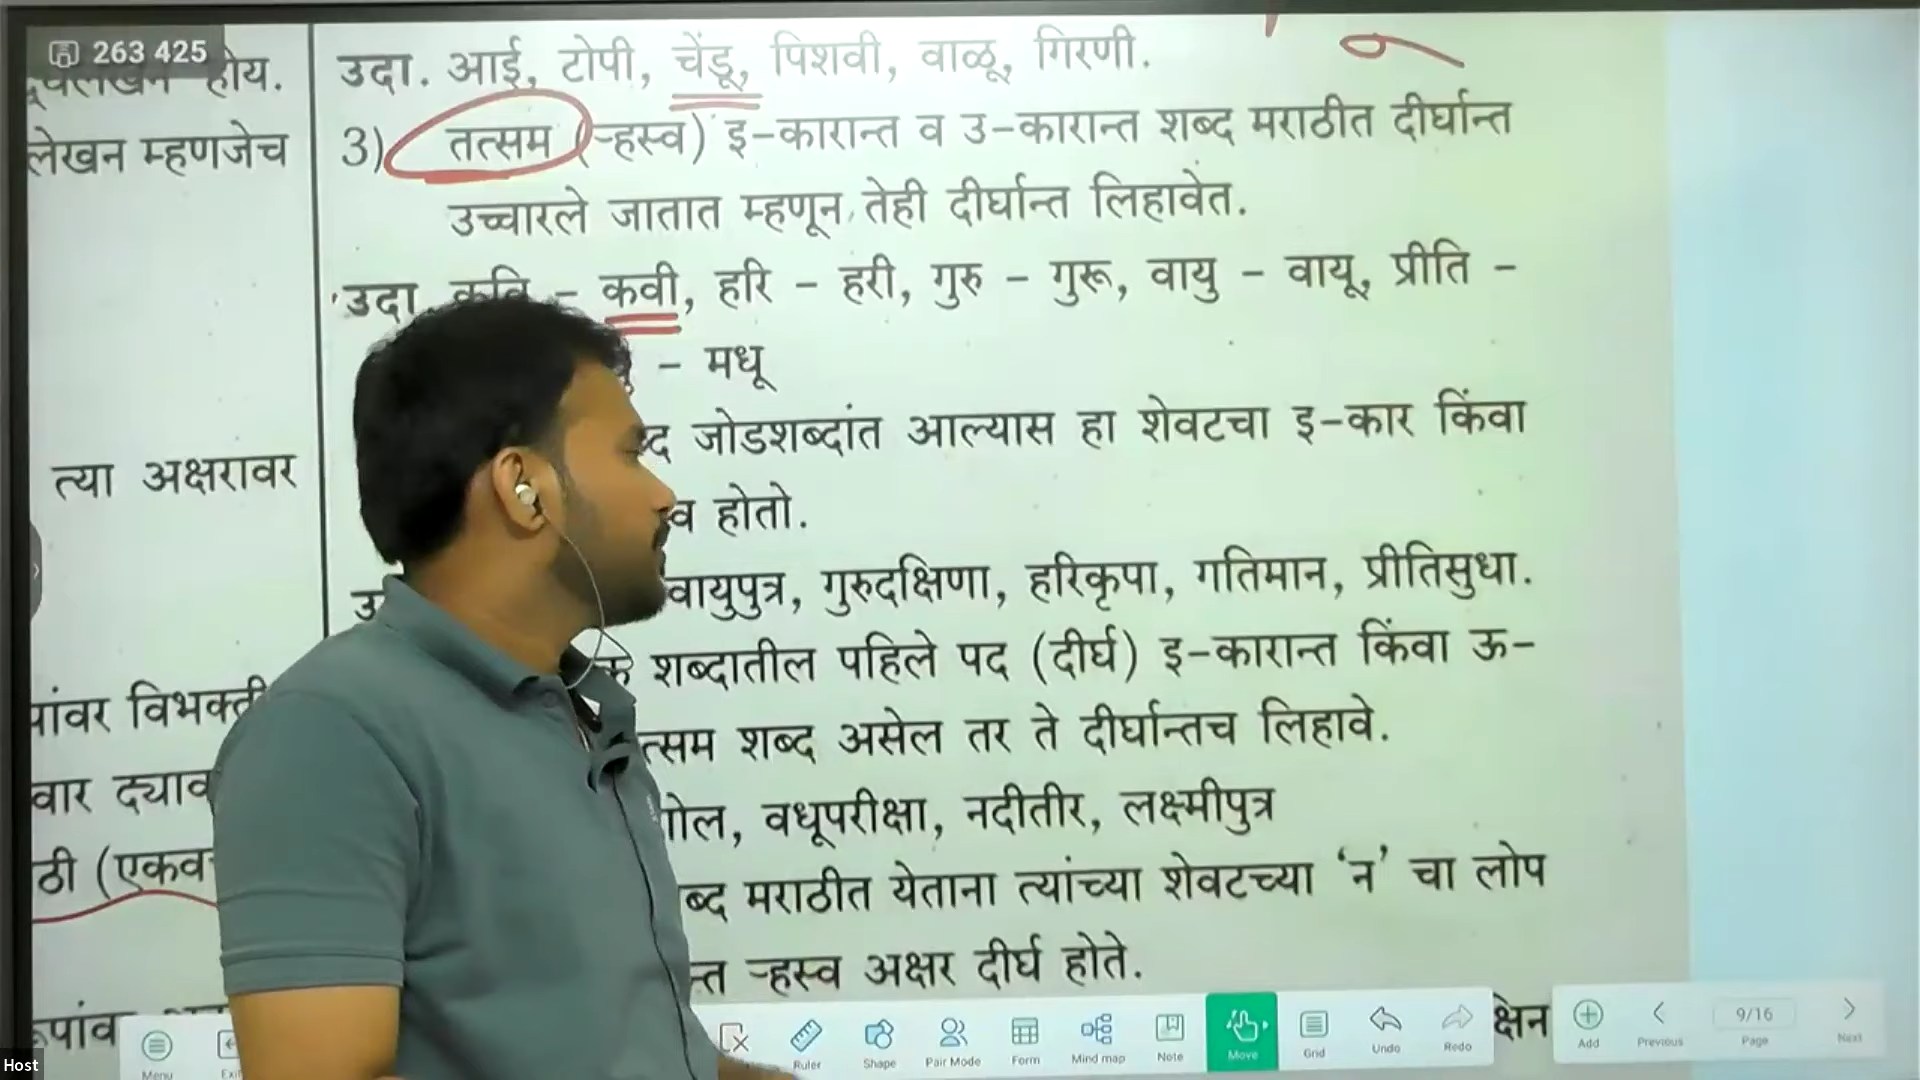 263 425
होय.
उदा. आई, टोपी, चेंडू, पिशवी, वाळू, गिरणी.
लेखन म्हणजेच
3) तत्सम (ऱ्हस्व) इ-कारान्त व उ-कारान्त शब्द मराठीत दीर्घान्त
उच्चारले जातात म्हणून तेही दीर्घान्त लिहावेत.
उदा. कवि - कवी, हरि - हरी, गुरु - गुरू, वायु - वायू, प्रीति -
- मधू
जोडशब्दांत आल्यास हा शेवटचा इ-कार किंवा
त्या अक्षरावर
होतो.
वायुपुत्र, गुरुदक्षिणा, हरिकृपा, गतिमान, प्रीतिसुधा.
शब्दातील पहिले पद (दीर्घ) इ-कारान्त किंवा ऊ-
विभक्ती
शब्द असेल तर ते दीर्घान्तच लिहावे.
वधूपरीक्षा, नदीतीर, लक्ष्मीपुत्र
मराठीत येताना त्यांच्या शेवटच्या 'न' चा लोप
ऱ्हस्व अक्षर दीर्घ होते.
Host
Menu
Ruler
Shape
Pair Mode
Form
Mind map
Note
Move
Grid
Undo
Redo
Add
Previous
9/16
Page
Next